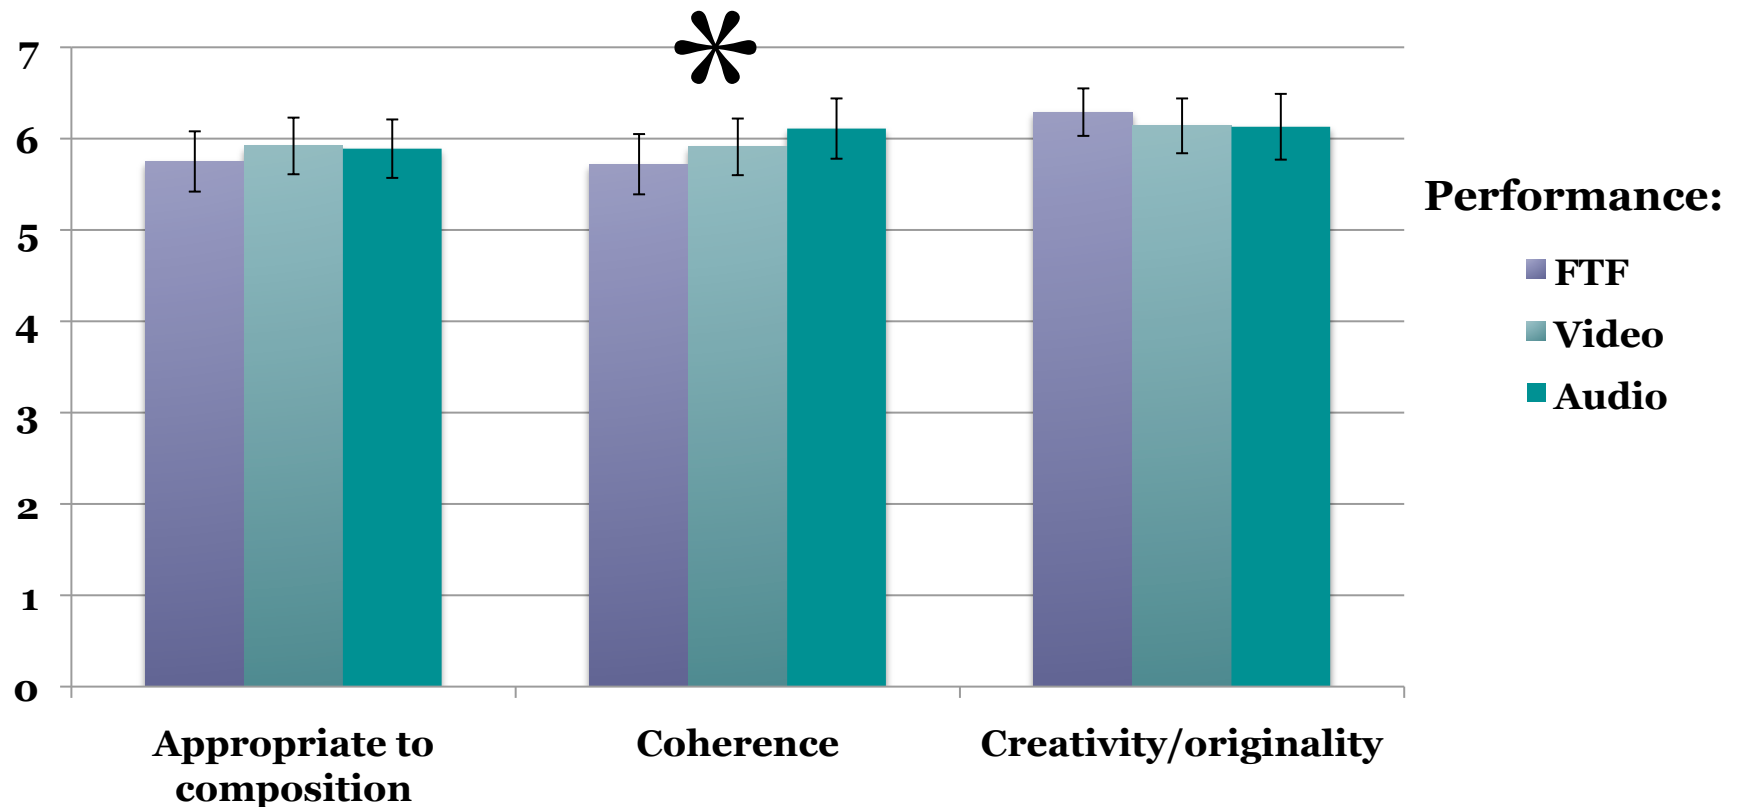 *
7
6
5
4
3
2
1
0
Appropriate to
composition
Coherence
Creativity/originality
Performance:
FTF
Video
Audio